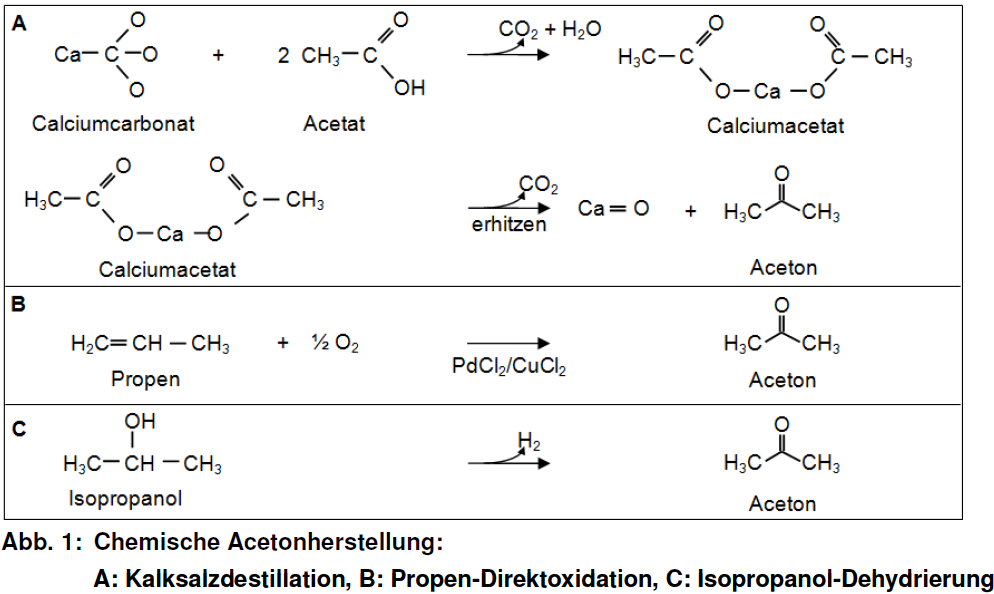 A
O
Ca – C – O
O
+
2 CH₃ – C
O
OH
CO₂ + H₂O
H₃C – C
O
O – Ca – O
O
C – CH₃
Calciumcarbonat
Acetat
Calciumacetat
H₃C – C
O
O – Ca – O
O
C – CH₃
CO₂
erhitzen
Ca = O
+
O
H₃C CH₃
Calciumacetat
Aceton
B
H₂C = CH – CH₃ + ½ O₂
PdCl₂/CuCl₂
O
H₃C CH₃
Propen
Aceton
C
OH
H₃C – CH – CH₃
H₂
O
H₃C CH₃
Isopropanol
Aceton
Abb. 1: Chemische Acetonherstellung:
A: Kalksalzdestillation, B: Propen-Direktoxidation, C: Isopropanol-Dehydrierung